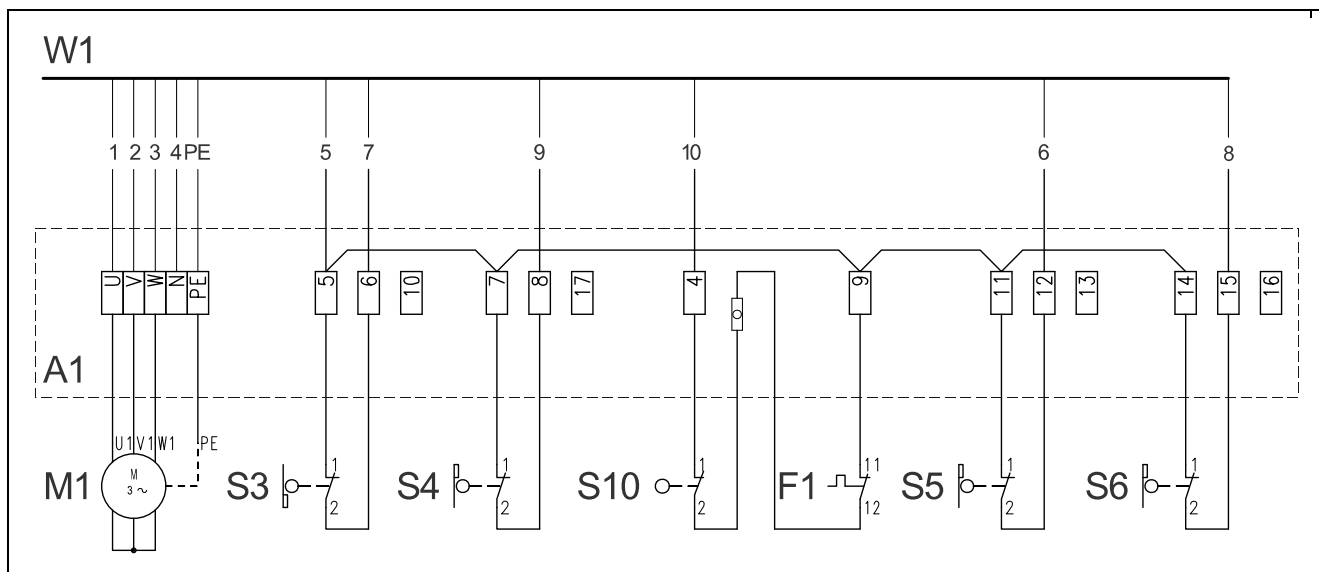 W1
1 2 3 4 PE 5 7 9 10 6 8
U V W N PE 5 6 10 7 8 17 4 9 11 12 13 14 15 16
A1
U1 V1 W1 PE
1 1 1 11 1 1
M1 M 3 ~ S3 S4 S10 F1 S5 S6
2 2 2 12 2 2